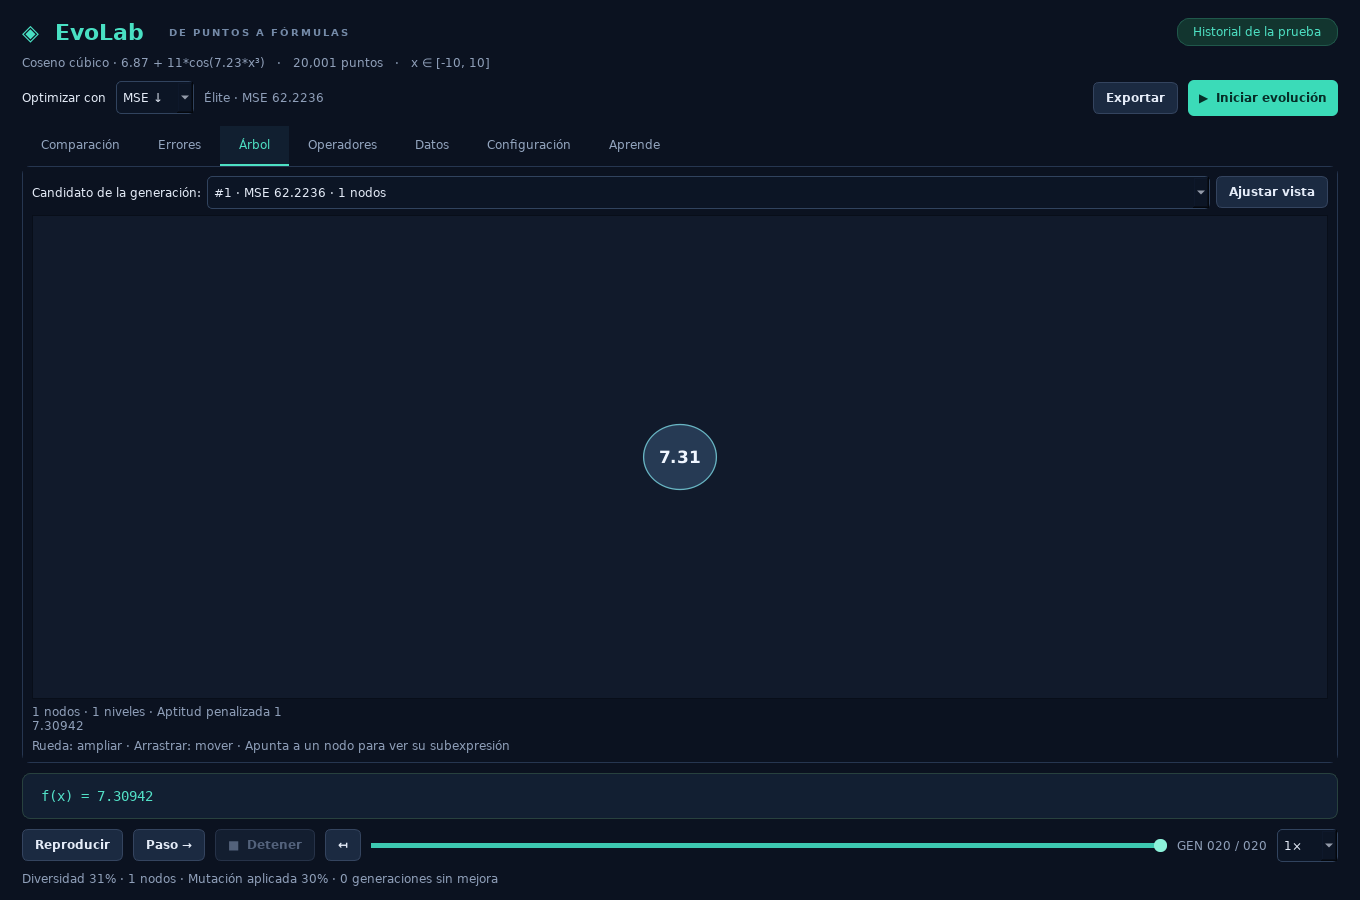 ◈ EvoLab DE PUNTOS A FÓRMULAS Historial de la prueba
Coseno cúbico · 6.87 + 11*cos(7.23*x³) · 20,001 puntos · x ∈ [-10, 10]
Optimizar con MSE ↓ Élite · MSE 62.2236 Exportar ▶ Iniciar evolución
Comparación Errores Árbol Operadores Datos Configuración Aprende
Candidato de la generación: #1 · MSE 62.2236 · 1 nodos Ajustar vista
7.31
1 nodos · 1 niveles · Aptitud penalizada 1
7.30942
Rueda: ampliar · Arrastrar: mover · Apunta a un nodo para ver su subexpresión
f(x) = 7.30942
Reproducir Paso → ■ Detener ↤ GEN 020 / 020 1×
Diversidad 31% · 1 nodos · Mutación aplicada 30% · 0 generaciones sin mejora